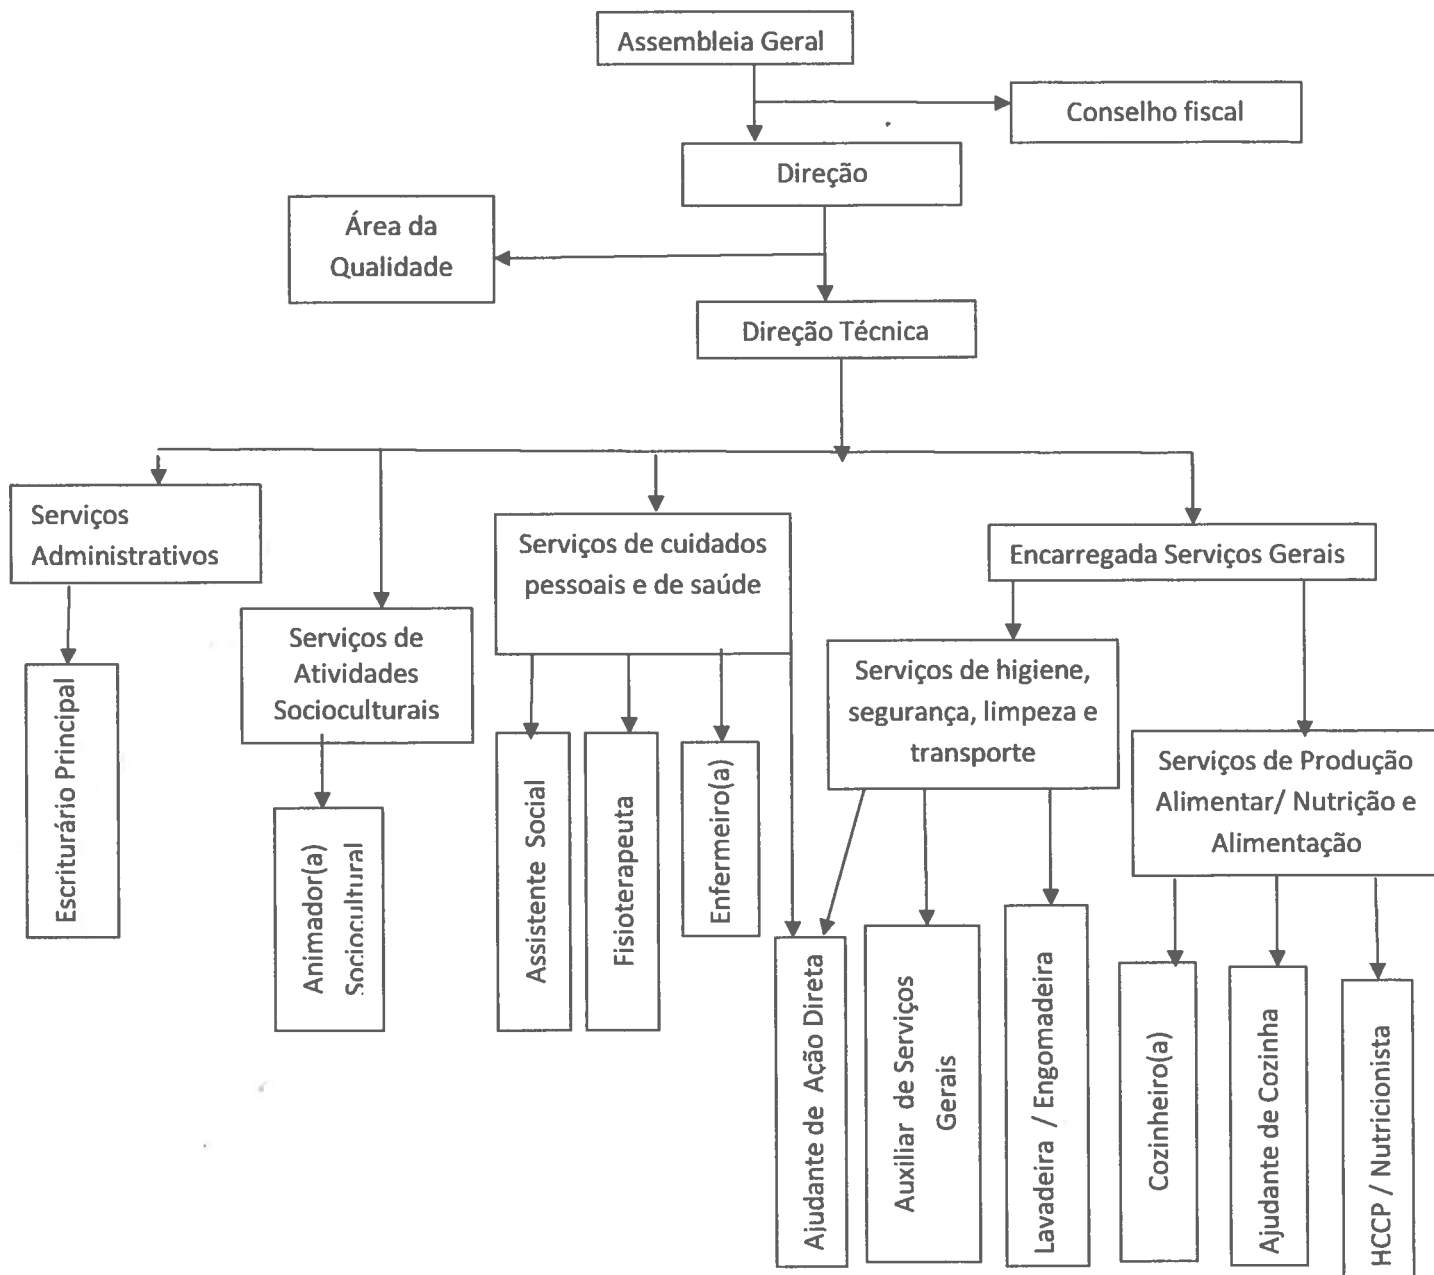 Assembleia Geral
Conselho fiscal
Direção
Área da
Qualidade
Direção Técnica
Serviços
Administrativos
Serviços de cuidados
pessoais e de saúde
Encarregada Serviços Gerais
Serviços de
Atividades
Socioculturais
Serviços de higiene,
segurança, limpeza e
transporte
Serviços de Produção
Alimentar/ Nutrição e
Alimentação
Escriturário Principal
Animador(a)
Sociocultural
Assistente Social
Fisioterapeuta
Enfermeiro(a)
Ajudante de Ação Direta
Auxiliar de Serviços
Gerais
Lavadeira / Engomadeira
Cozinheiro(a)
Ajudante de Cozinha
HCCP / Nutricionista